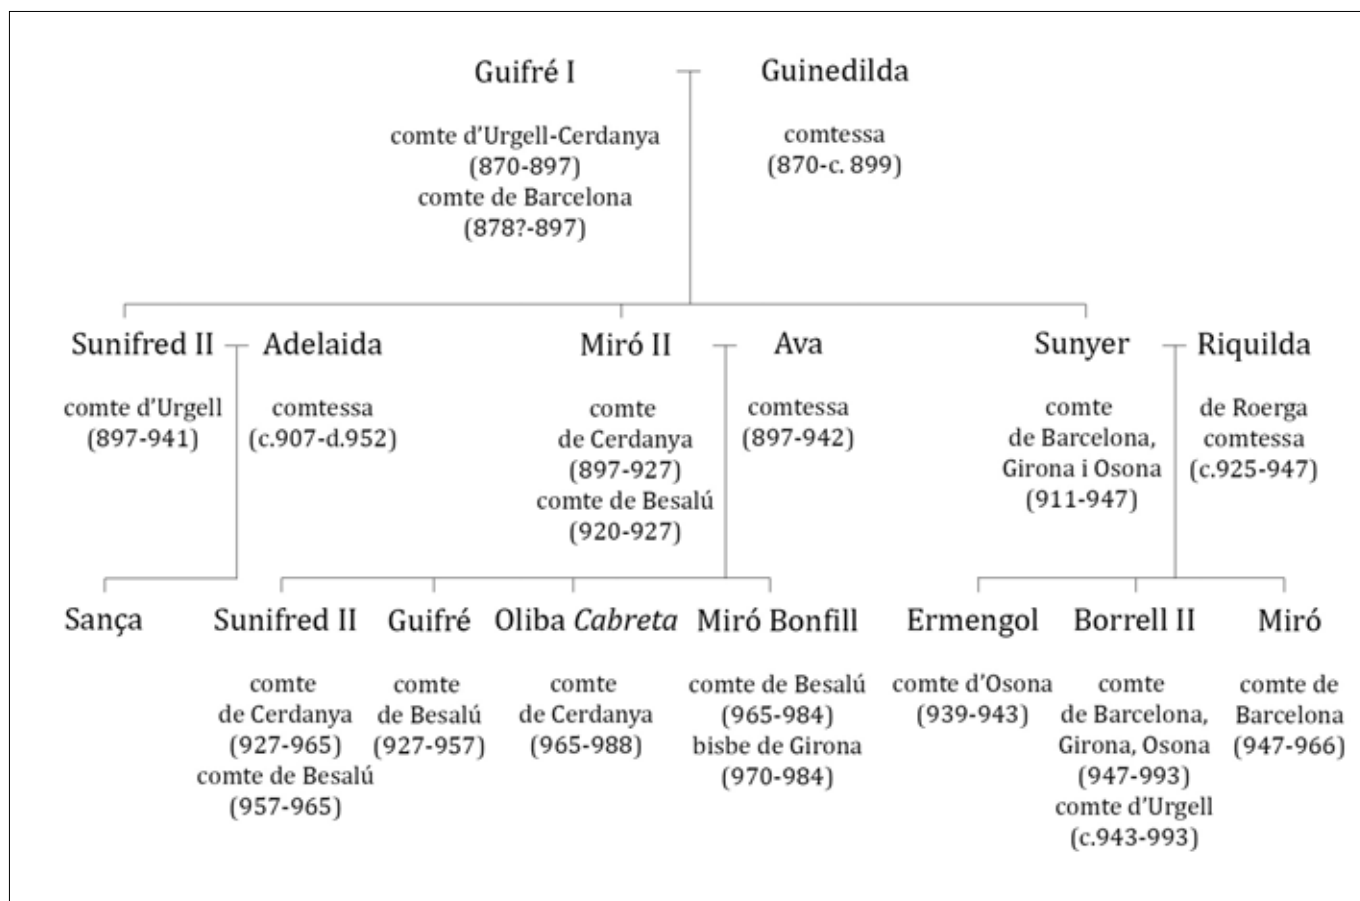 Guifré I
comte d'Urgell-Cerdanya
(870-897)
comte de Barcelona
(878?-897)
Guinedilda
comtessa
(870-c. 899)
Sunifred II
comte d'Urgell
(897-941)
Adelaida
comtessa
(c.907-d.952)
Miró II
comte
de Cerdanya
(897-927)
comte de Besalú
(920-927)
Ava
comtessa
(897-942)
Sunyer
comte
de Barcelona,
Girona i Osona
(911-947)
Riquilda
de Roerga
comtessa
(c.925-947)
Sança
Sunifred II
comte
de Cerdanya
(927-965)
comte de Besalú
(957-965)
Guifré
comte
de Besalú
(927-957)
Oliba Cabreta
comte
de Cerdanya
(965-988)
Miró Bonfill
comte de Besalú
(965-984)
bisbe de Girona
(970-984)
Ermengol
comte d'Osona
(939-943)
Borrell II
comte
de Barcelona,
Girona, Osona
(947-993)
comte d'Urgell
(c.943-993)
Miró
comte de
Barcelona
(947-966)